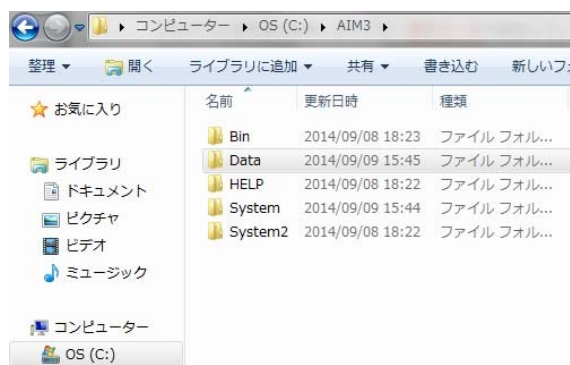 コンピューター ▸ OS (C:) ▸ AIM3 ▸
整理 ▼ 開く ライブラリに追加 ▼ 共有 ▼ 書き込む 新しいフ
お気に入り
ライブラリ
ドキュメント
ピクチャ
ビデオ
ミュージック
コンピューター
OS (C:)
名前 更新日時 種類
Bin 2014/09/08 18:23 ファイル フォル...
Data 2014/09/09 15:45 ファイル フォル...
HELP 2014/09/08 18:22 ファイル フォル...
System 2014/09/09 15:44 ファイル フォル...
System2 2014/09/08 18:22 ファイル フォル...